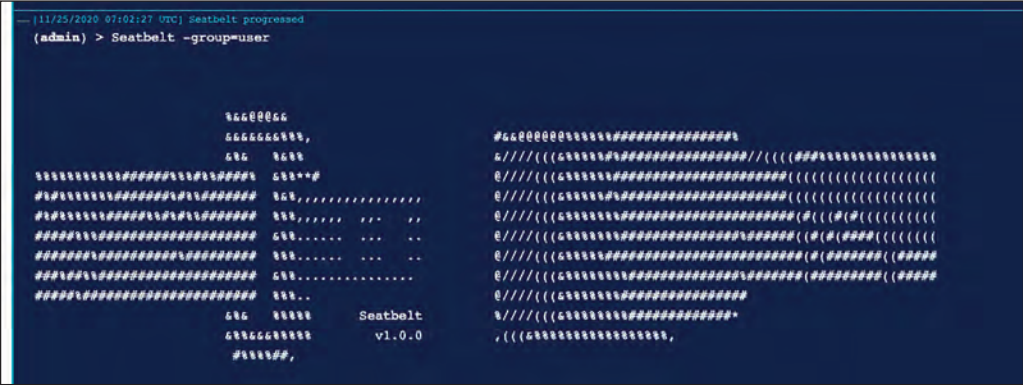 [11/25/2020 07:02:27 UTC] Seatbelt progressed
(admin) > Seatbelt -group=user
Seatbelt
v1.0.0